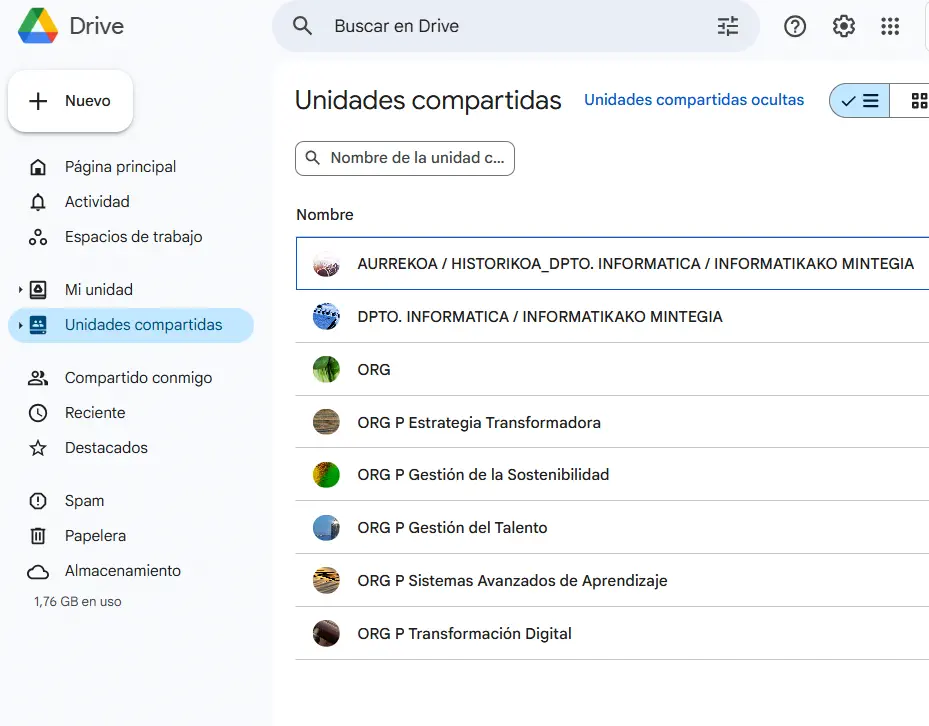 Drive
Buscar en Drive
Nuevo
Página principal
Actividad
Espacios de trabajo
Mi unidad
Unidades compartidas
Compartido conmigo
Reciente
Destacados
Spam
Papelera
Almacenamiento
1,76 GB en uso
Unidades compartidas
Unidades compartidas ocultas
Nombre de la unidad c...
Nombre
AURREKOA / HISTORIKOA_DPTO. INFORMATICA / INFORMATIKAKO MINTEGIA
DPTO. INFORMATICA / INFORMATIKAKO MINTEGIA
ORG
ORG P Estrategia Transformadora
ORG P Gestión de la Sostenibilidad
ORG P Gestión del Talento
ORG P Sistemas Avanzados de Aprendizaje
ORG P Transformación Digital